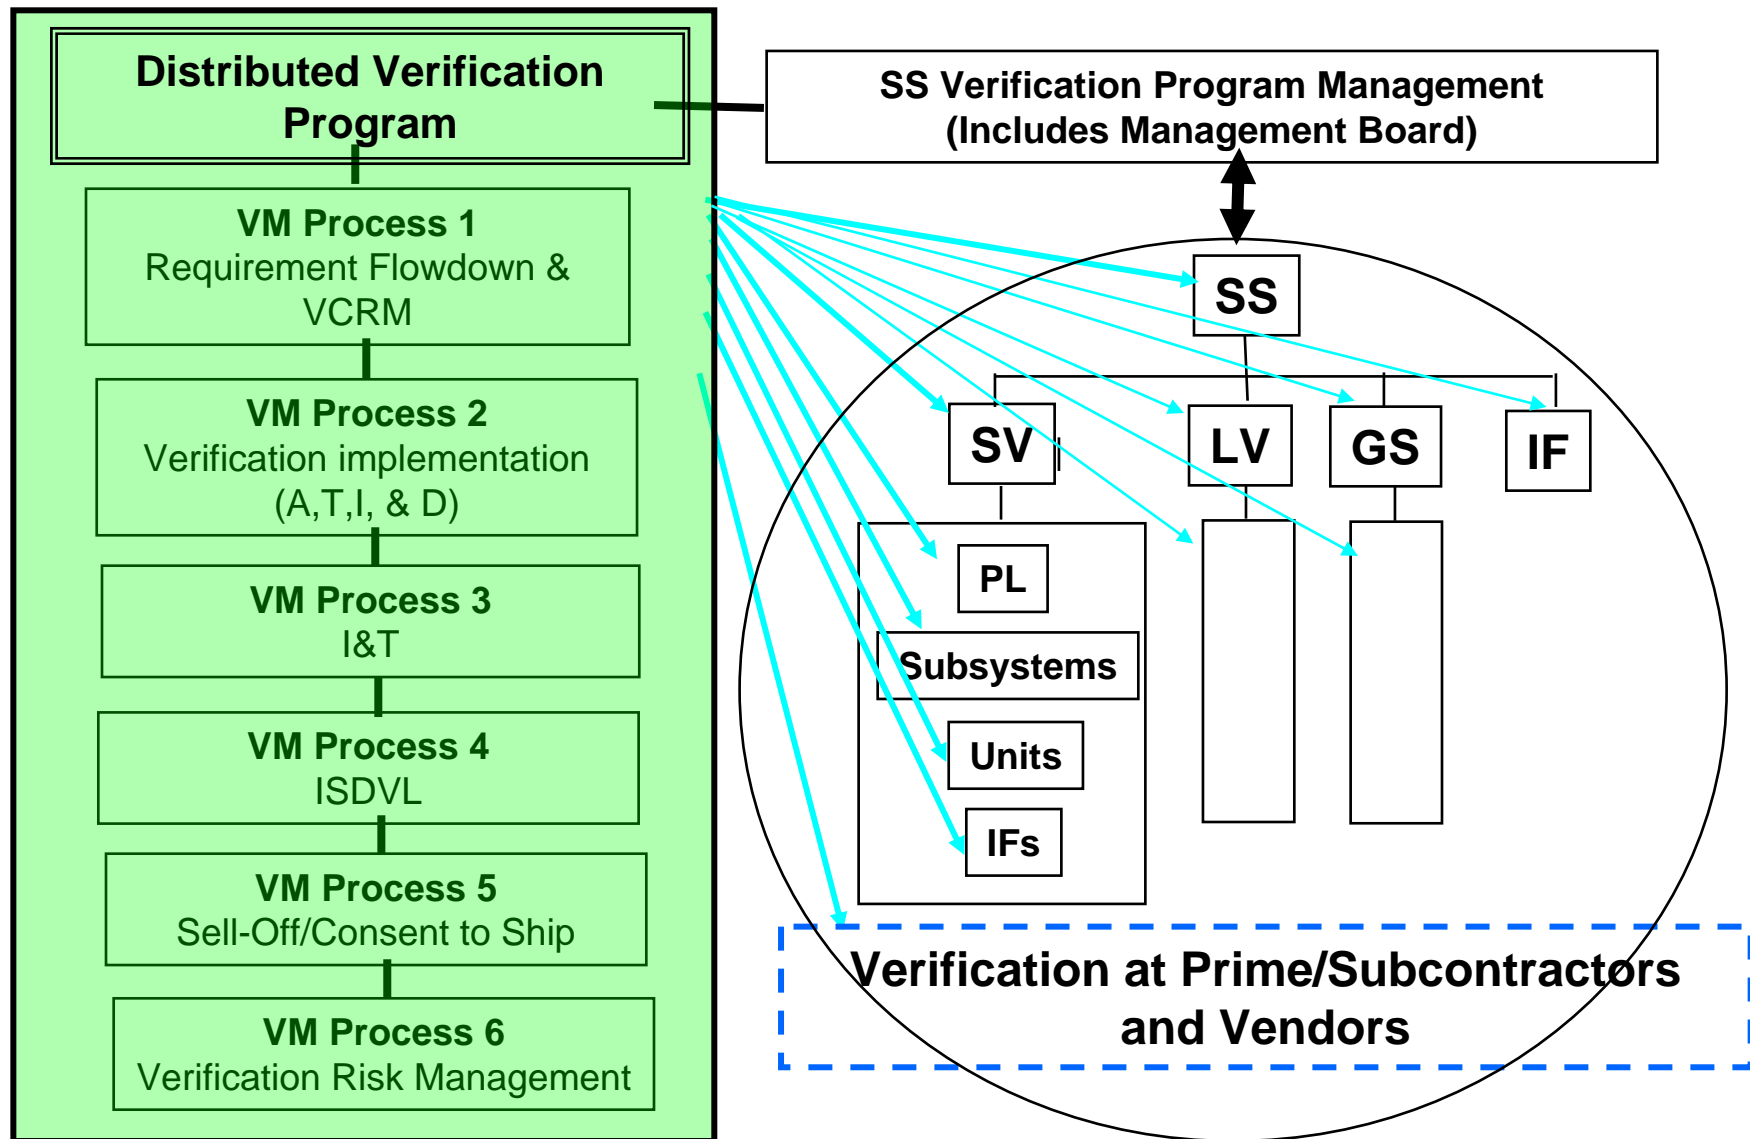 Distributed Verification
Program
SS Verification Program Management
(Includes Management Board)
VM Process 1
Requirement Flowdown &
VCRM
VM Process 2
Verification implementation
(A,T,I, & D)
VM Process 3
I&T
VM Process 4
ISDVL
VM Process 5
Sell-Off/Consent to Ship
VM Process 6
Verification Risk Management
SS
SV
LV
GS
IF
PL
Subsystems
Units
IFs
Verification at Prime/Subcontractors
and Vendors